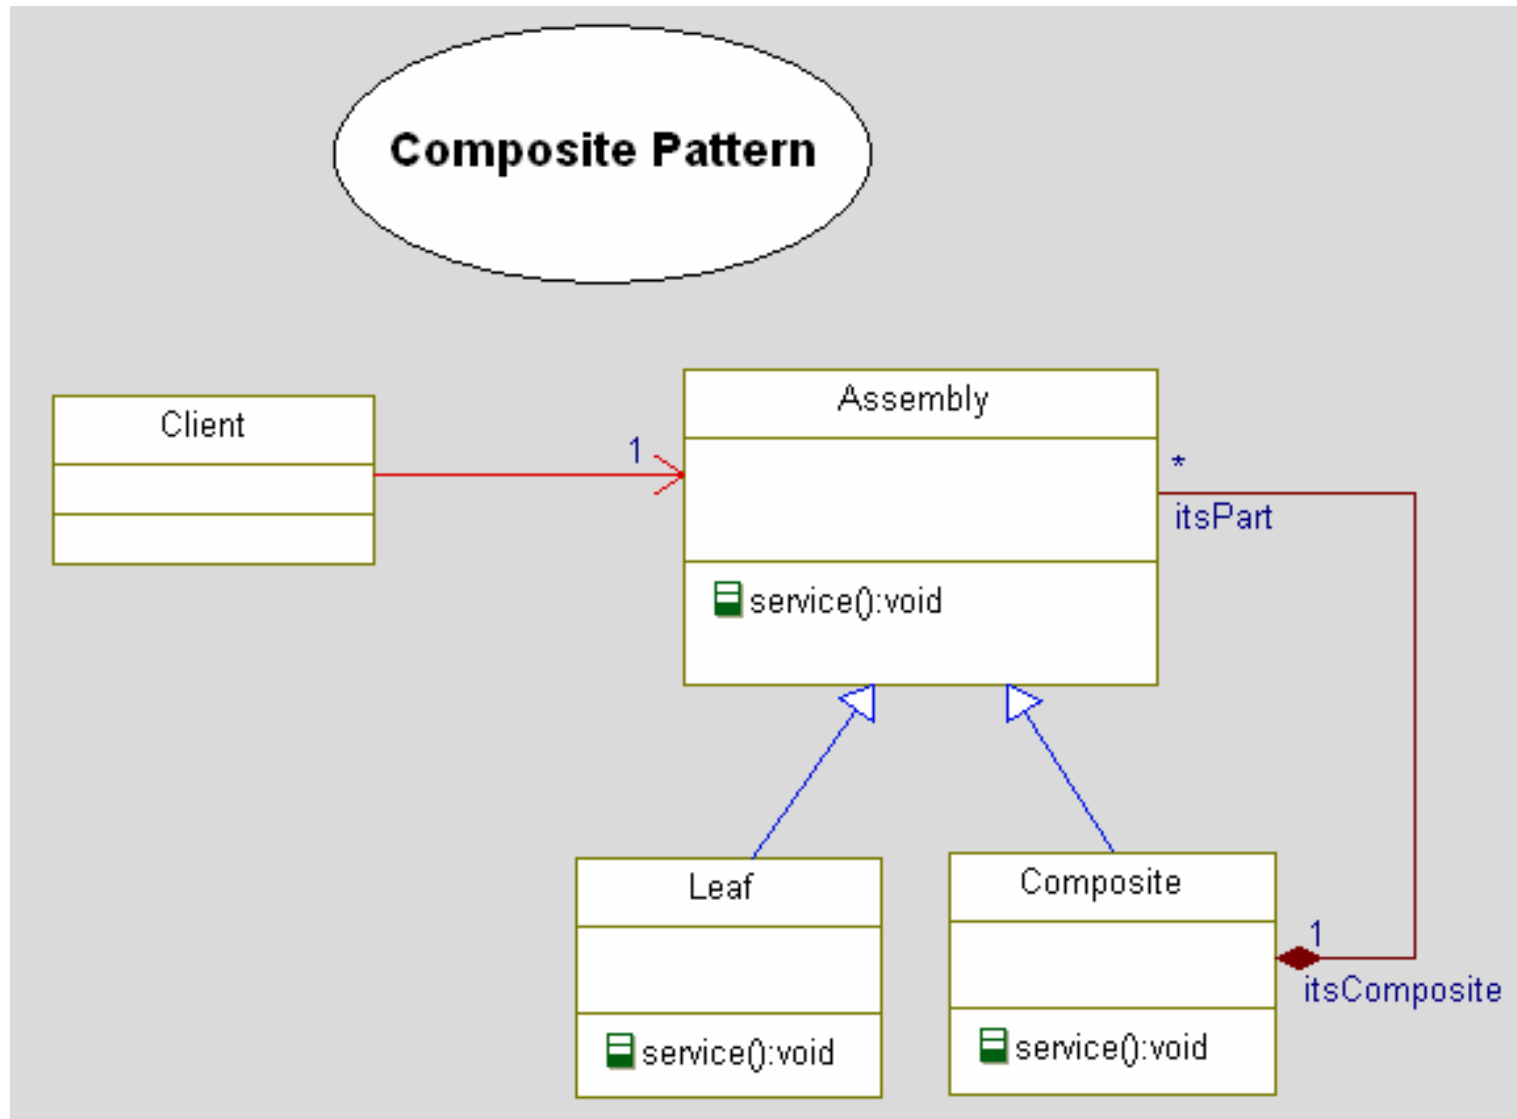 Composite Pattern
Client
1
Assembly
service():void
*
itsPart
Leaf
service():void
Composite
service():void
1
itsComposite